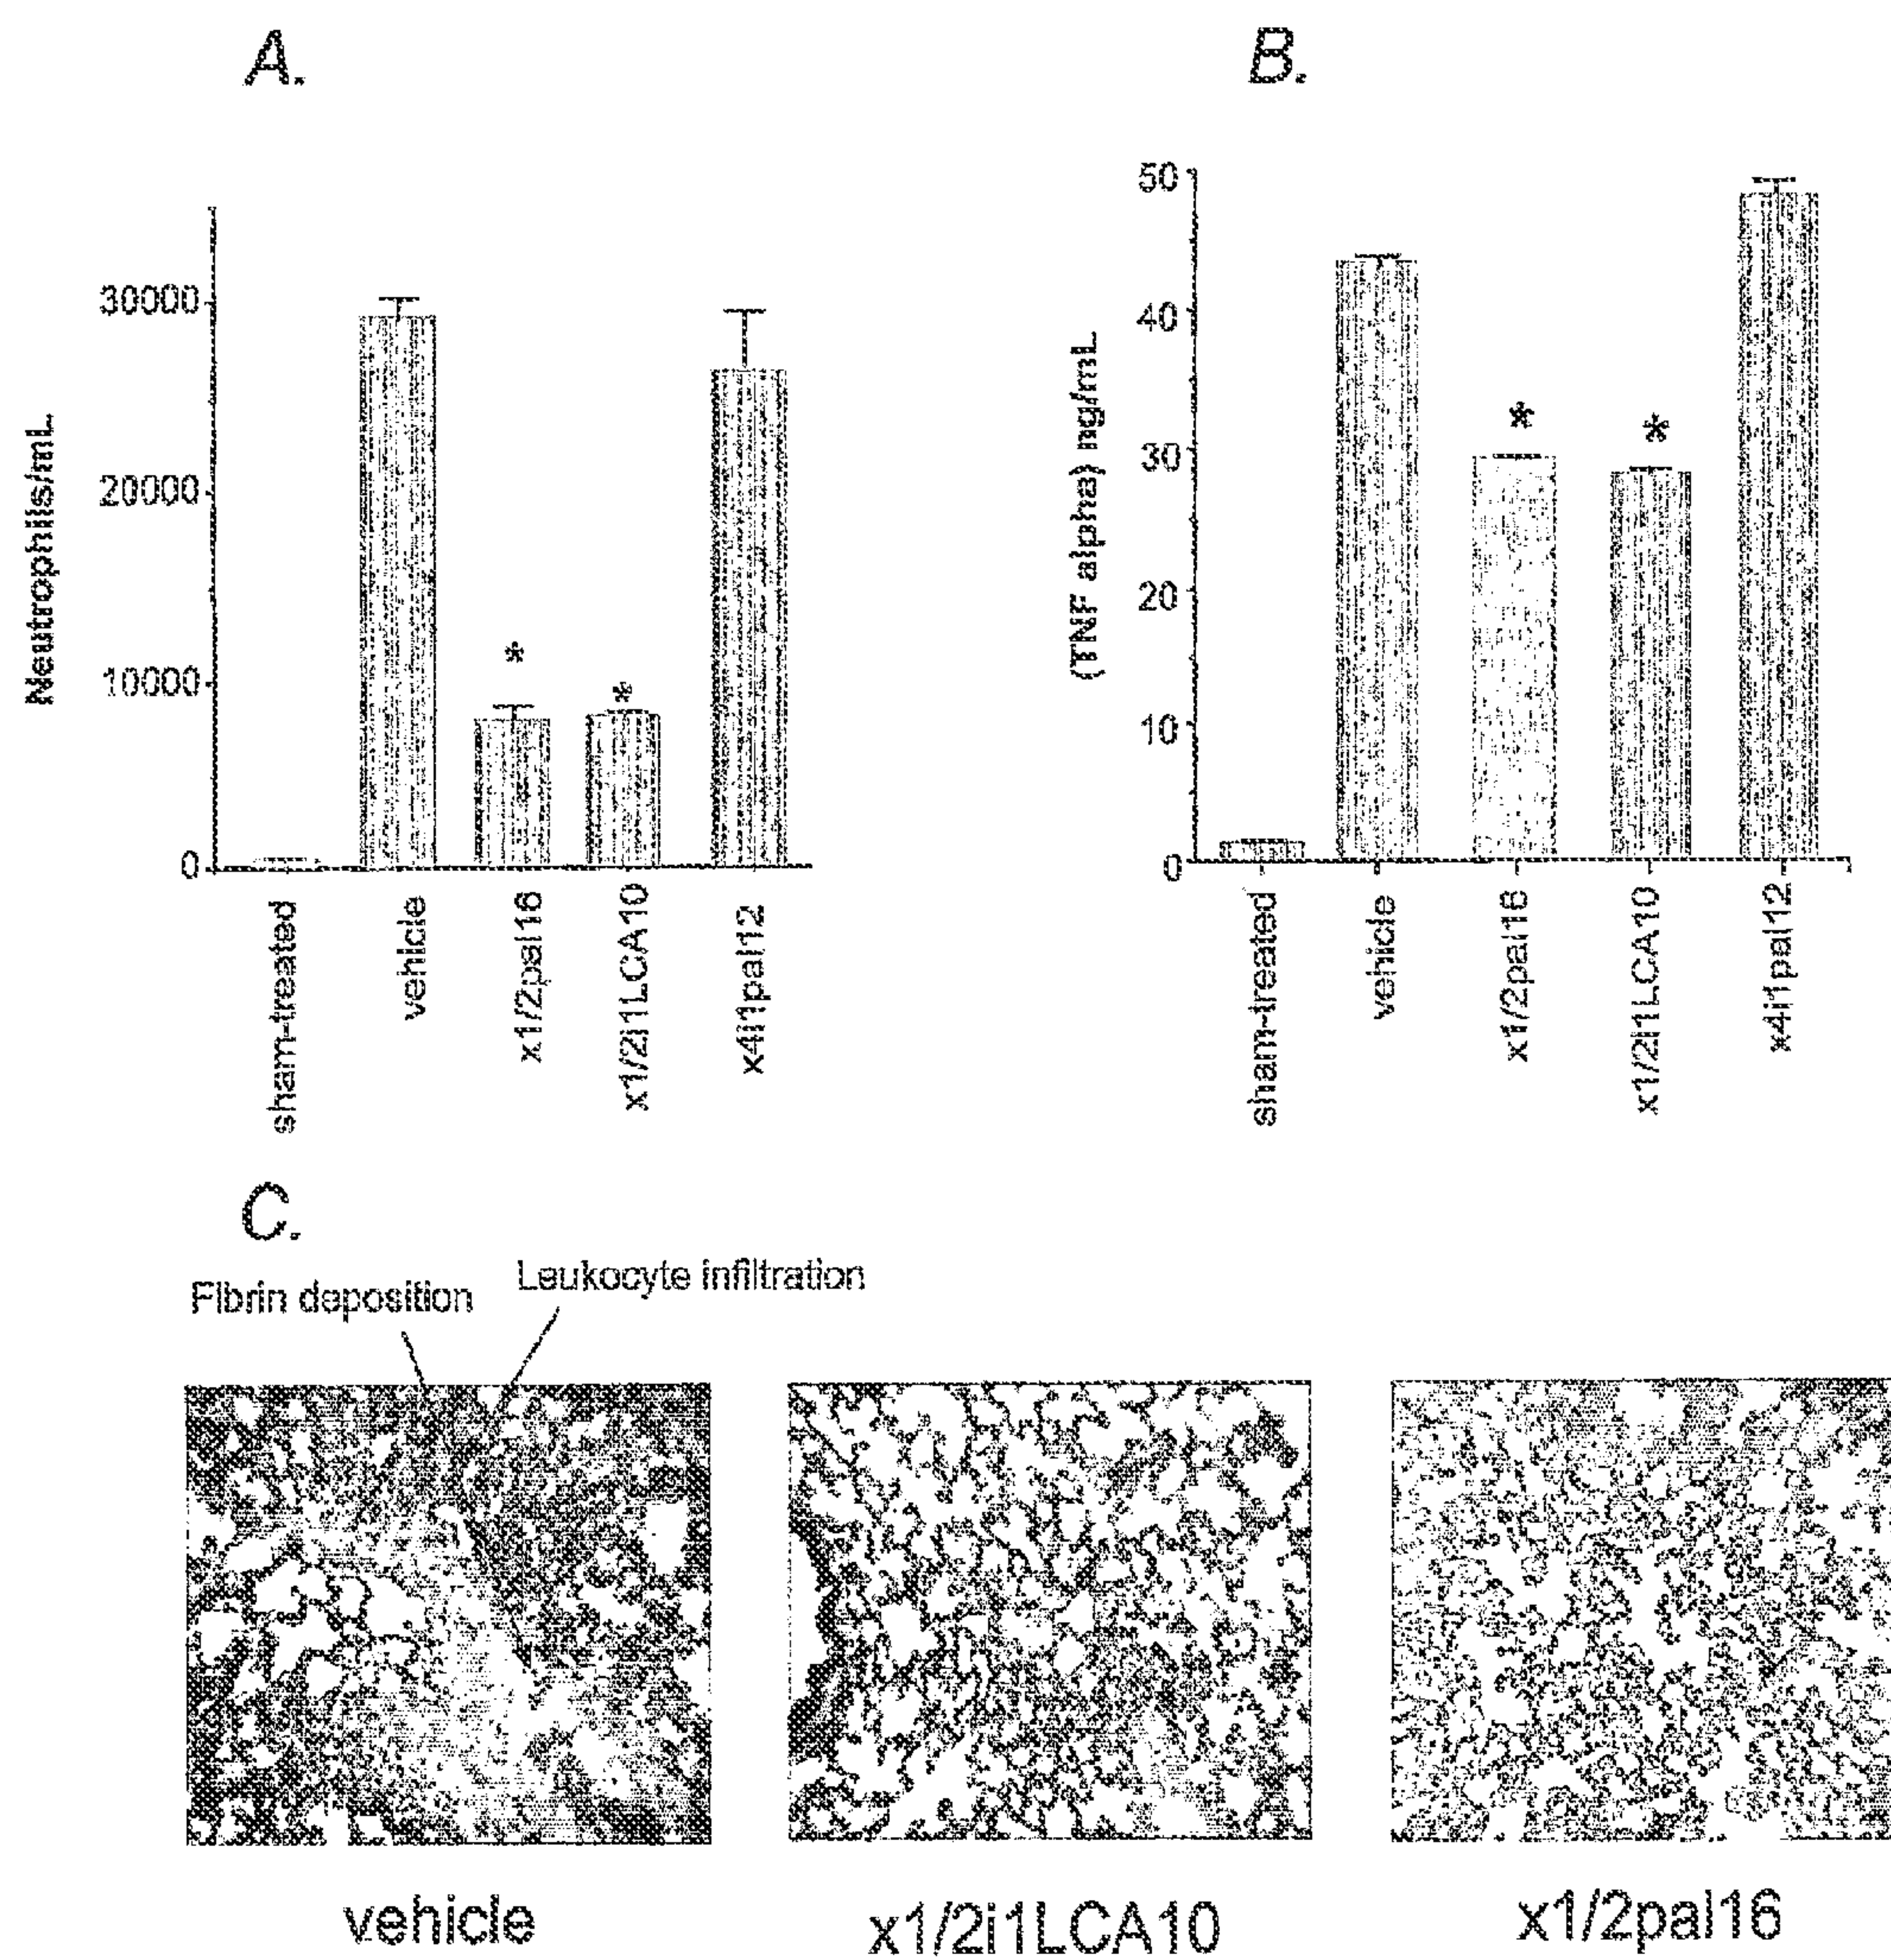 A.
Neutrophils/mL
30000
20000
10000
0
*
*
sham-treated
vehicle
x1/2pal16
x1/2i1LCA10
x4i1pal12
B.
(TNF alpha) ng/mL
50
40
30
20
10
0
*
*
sham-treated
vehicle
x1/2pal16
x1/2i1LCA10
x4i1pal12
C.
Fibrin deposition
Leukocyte infiltration
vehicle
x1/2i1LCA10
x1/2pal16